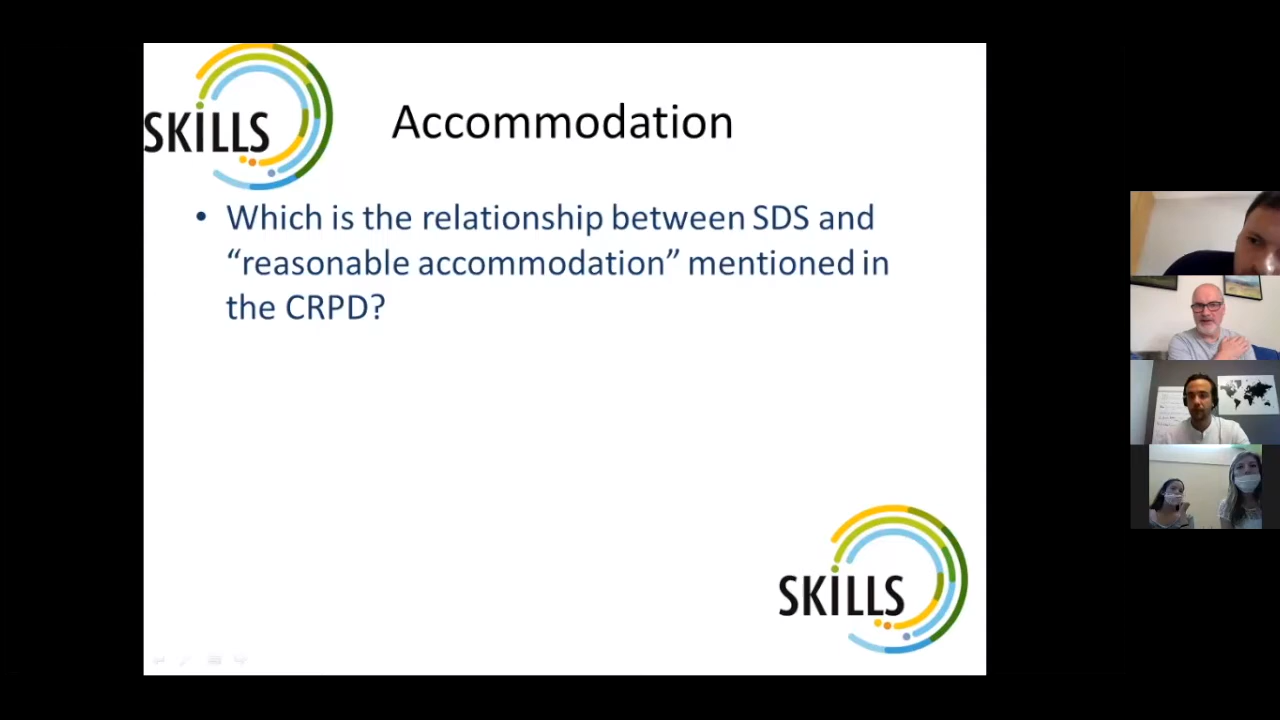 SKILLS
Accommodation
• Which is the relationship between SDS and
“reasonable accommodation” mentioned in
the CRPD?
SKILLS